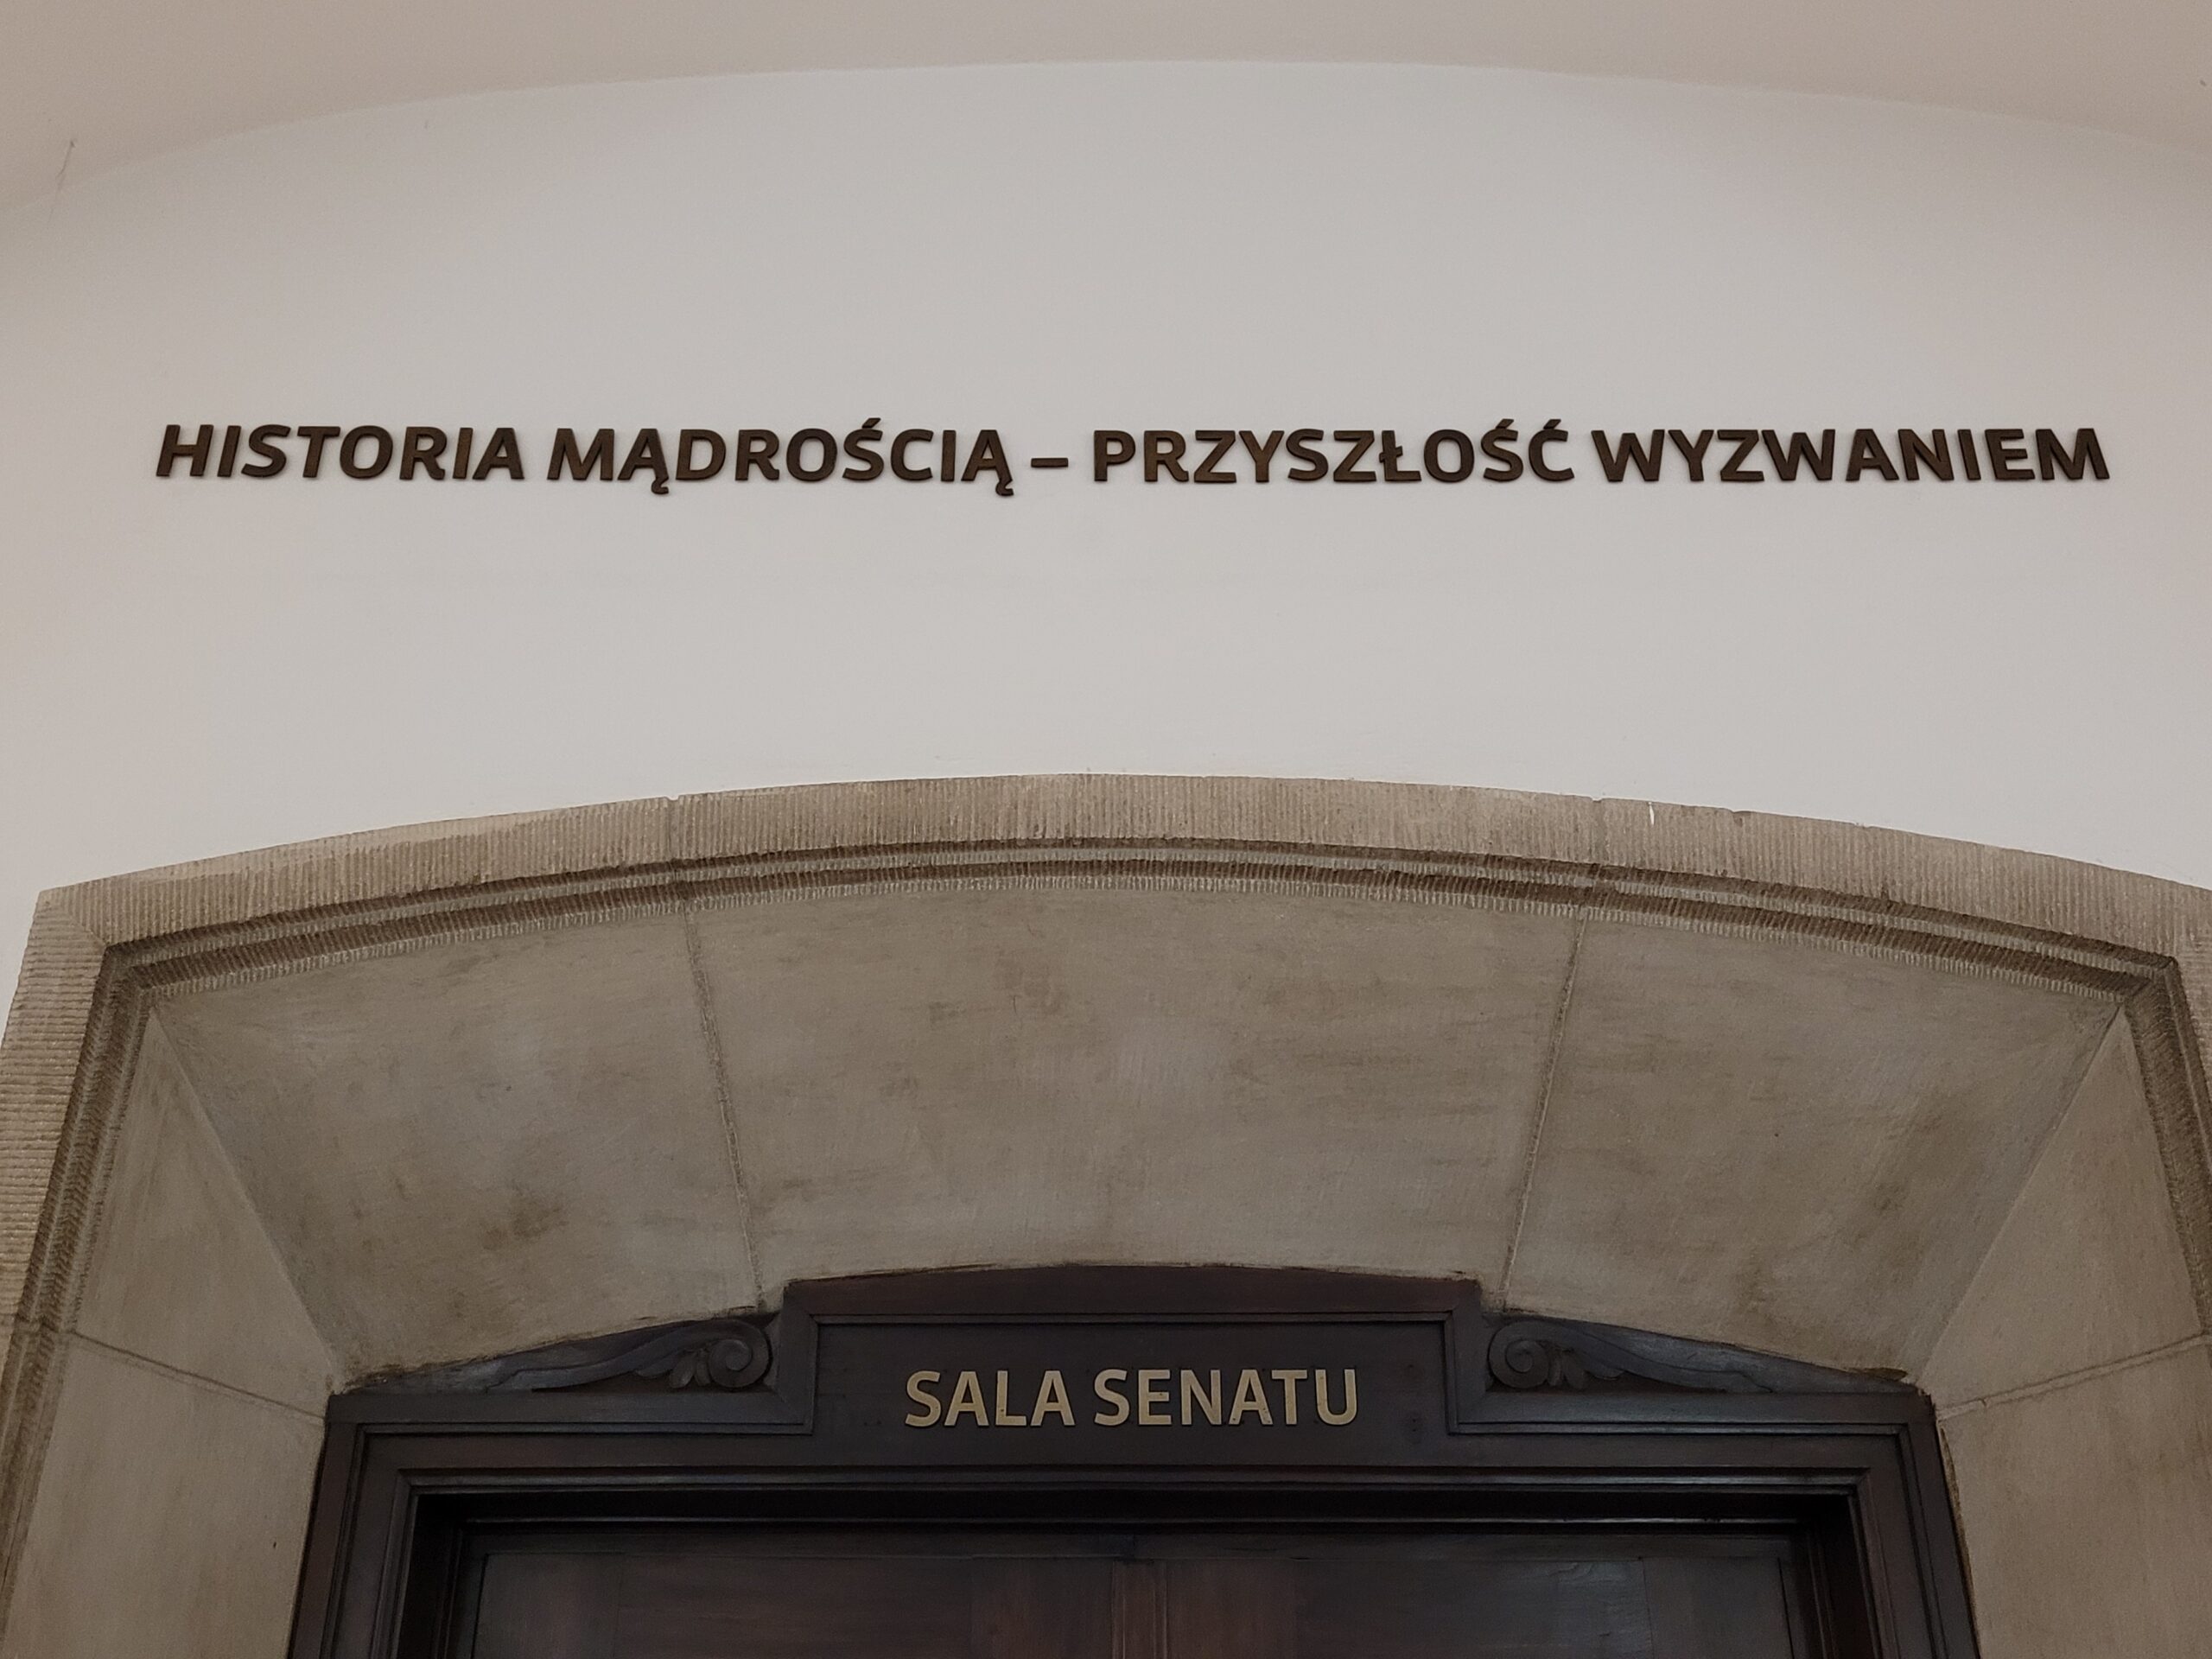 HISTORIA MĄDROŚCIĄ – PRZYSZŁOŚĆ WYZWANIEM
SALA SENATU